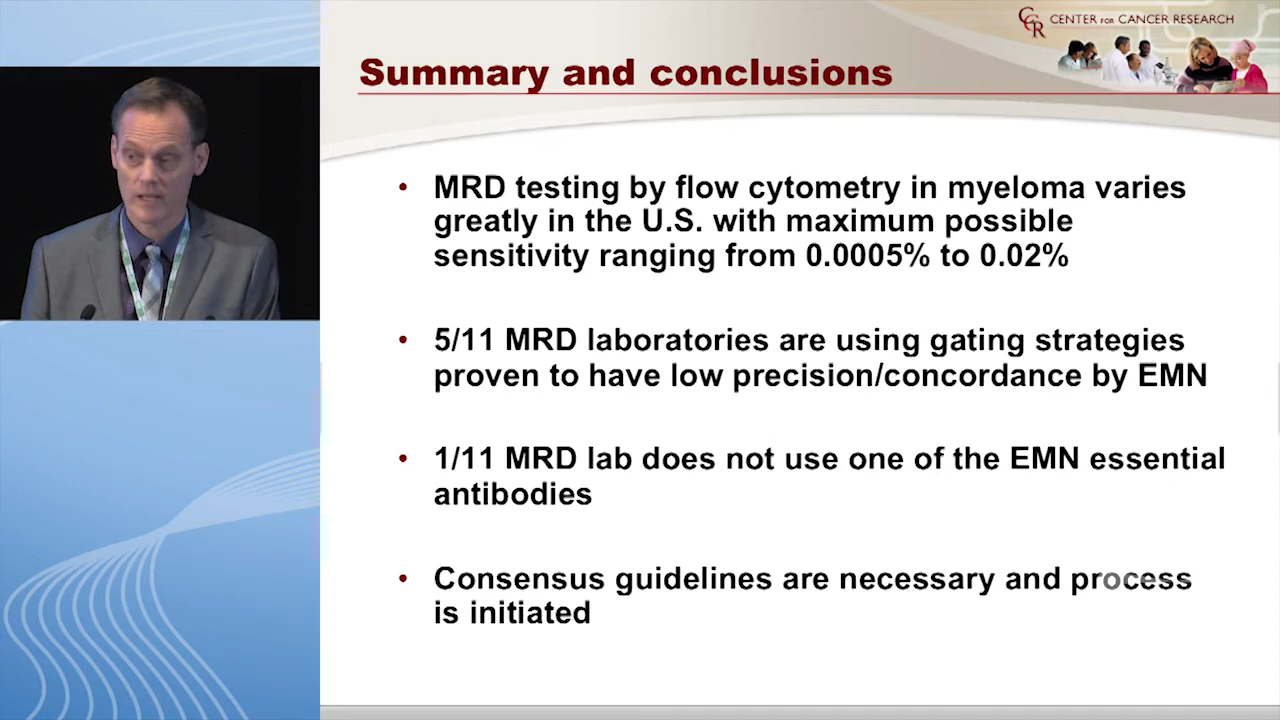 CCR CENTER FOR CANCER RESEARCH
Summary and conclusions
• MRD testing by flow cytometry in myeloma varies
greatly in the U.S. with maximum possible
sensitivity ranging from 0.0005% to 0.02%
• 5/11 MRD laboratories are using gating strategies
proven to have low precision/concordance by EMN
• 1/11 MRD lab does not use one of the EMN essential
antibodies
• Consensus guidelines are necessary and process
is initiated